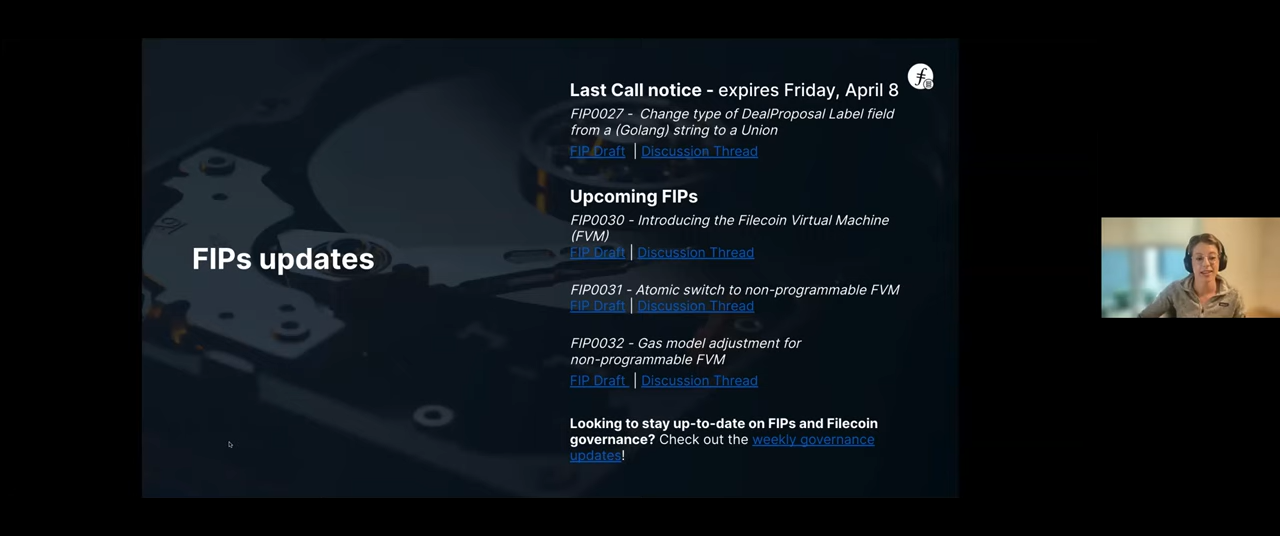 FIPs updates
Last Call notice - expires Friday, April 8
FIP0027 - Change type of DealProposal Label field
from a (Golang) string to a Union
FIP Draft | Discussion Thread
Upcoming FIPs
FIP0030 - Introducing the Filecoin Virtual Machine
(FVM)
FIP Draft | Discussion Thread
FIP0031 - Atomic switch to non-programmable FVM
FIP Draft | Discussion Thread
FIP0032 - Gas model adjustment for
non-programmable FVM
FIP Draft | Discussion Thread
Looking to stay up-to-date on FIPs and Filecoin
governance? Check out the weekly governance
updates!